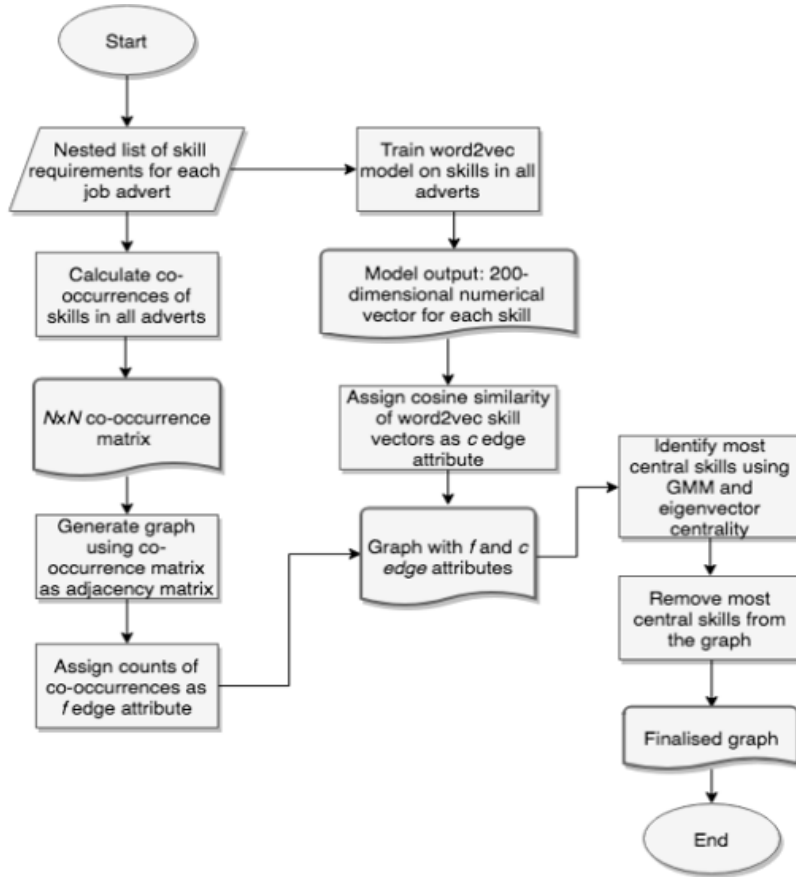 Start
Nested list of skill
requirements for each
job advert
Train word2vec
model on skills in all
adverts
Calculate co-
occurrences of
skills in all adverts
Model output: 200-
dimensional numerical
vector for each skill
NxN co-occurrence
matrix
Assign cosine similarity
of word2vec skill
vectors as c edge
attribute
Generate graph
using co-
occurrence matrix
as adjacency matrix
Graph with f and c
edge attributes
Assign counts of
co-occurrences as
f edge attribute
Identify most
central skills using
GMM and
eigenvector
centrality
Remove most
central skills from
the graph
Finalised graph
End